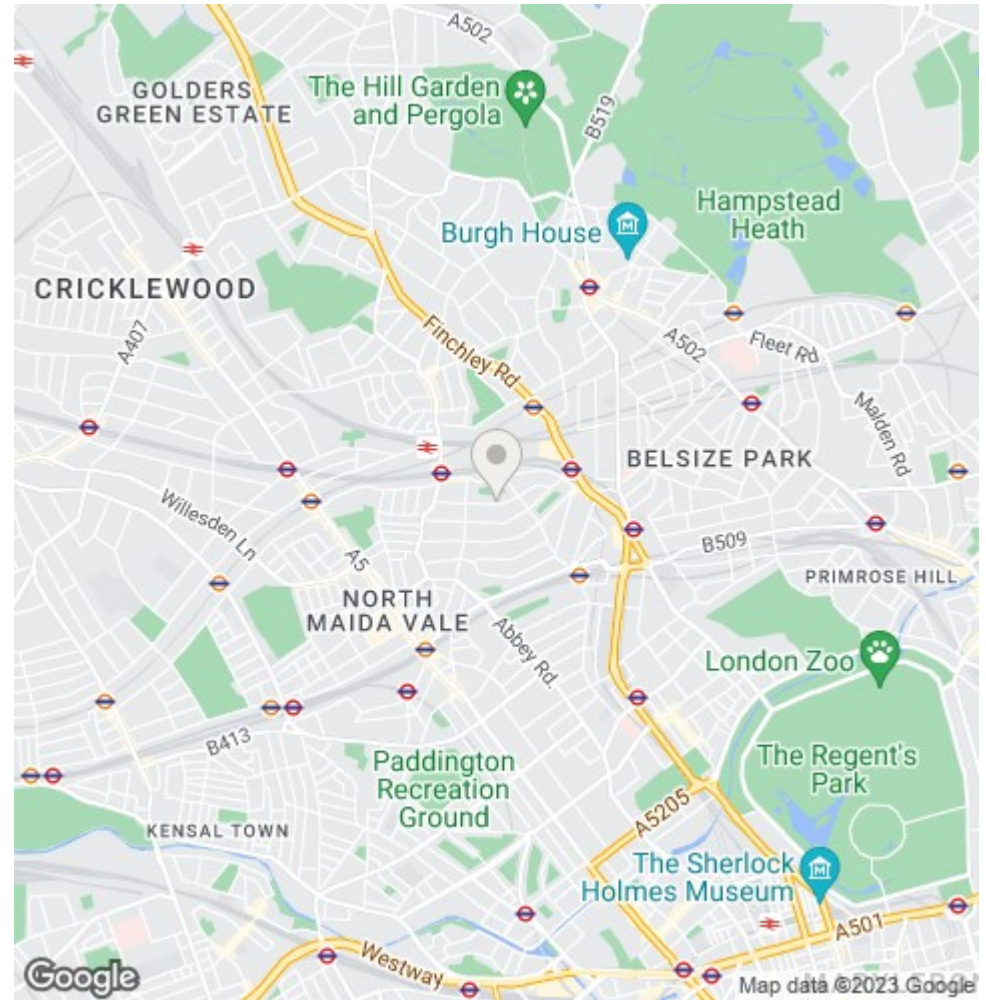 A502
GOLDERS
GREEN ESTATE
The Hill Garden
and Pergola
B519
Hampstead
Heath
Burgh House
CRICKLEWOOD
A407
Finchley Rd
A502
Fleet Rd
Malden Rd
BELSIZE PARK
Willesden Ln
A5
B509
PRIMROSE HILL
NORTH
MAIDA VALE
Abbey Rd.
London Zoo
B413
Paddington
Recreation
Ground
The Regent's
Park
A5205
KENSAL TOWN
The Sherlock
Holmes Museum
A501
Westway
Google
Map data ©2023 Google